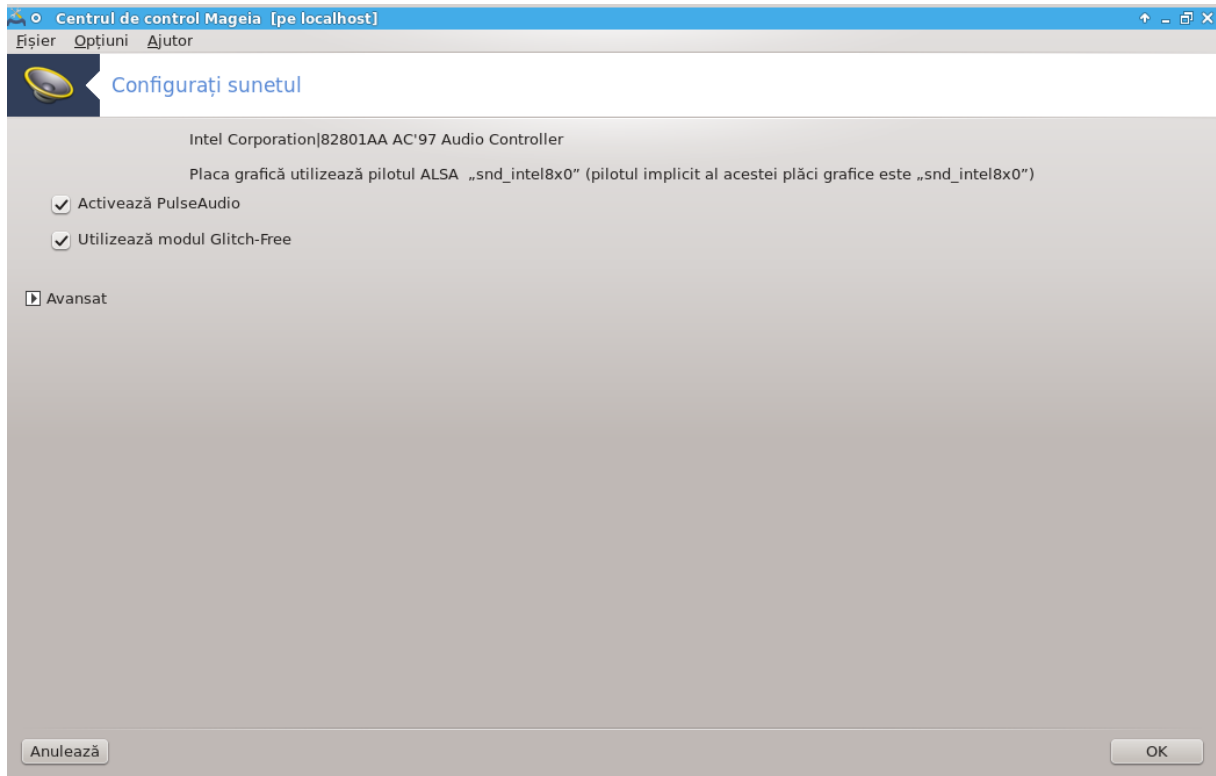 Centrul de control Mageia [pe localhost]
Fișier Opțiuni Ajutor
Configurați sunetul
Intel Corporation|82801AA AC'97 Audio Controller
Placa grafică utilizează pilotul ALSA „snd_intel8x0” (pilotul implicit al acestei plăci grafice este „snd_intel8x0”)
Activează PulseAudio
Utilizează modul Glitch-Free
Avansat
Anulează OK